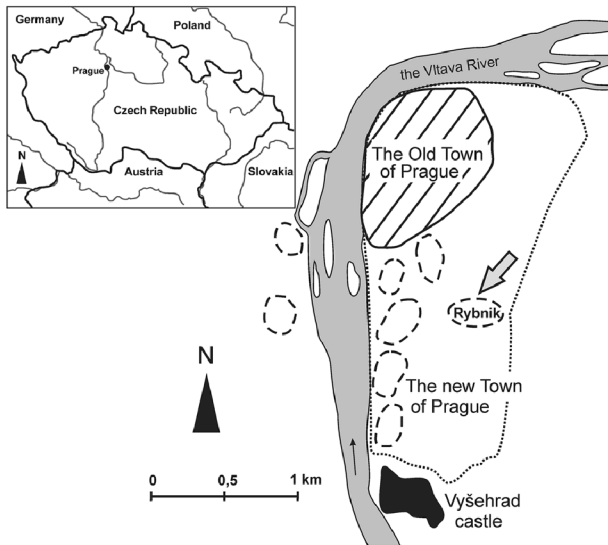 Germany
Poland
Prague
Czech Republic
N
Austria
Slovakia
the Vltava River
The Old Town
of Prague
Rybnik
N
The new Town
of Prague
0
0,5
1 km
Vyšehrad
castle